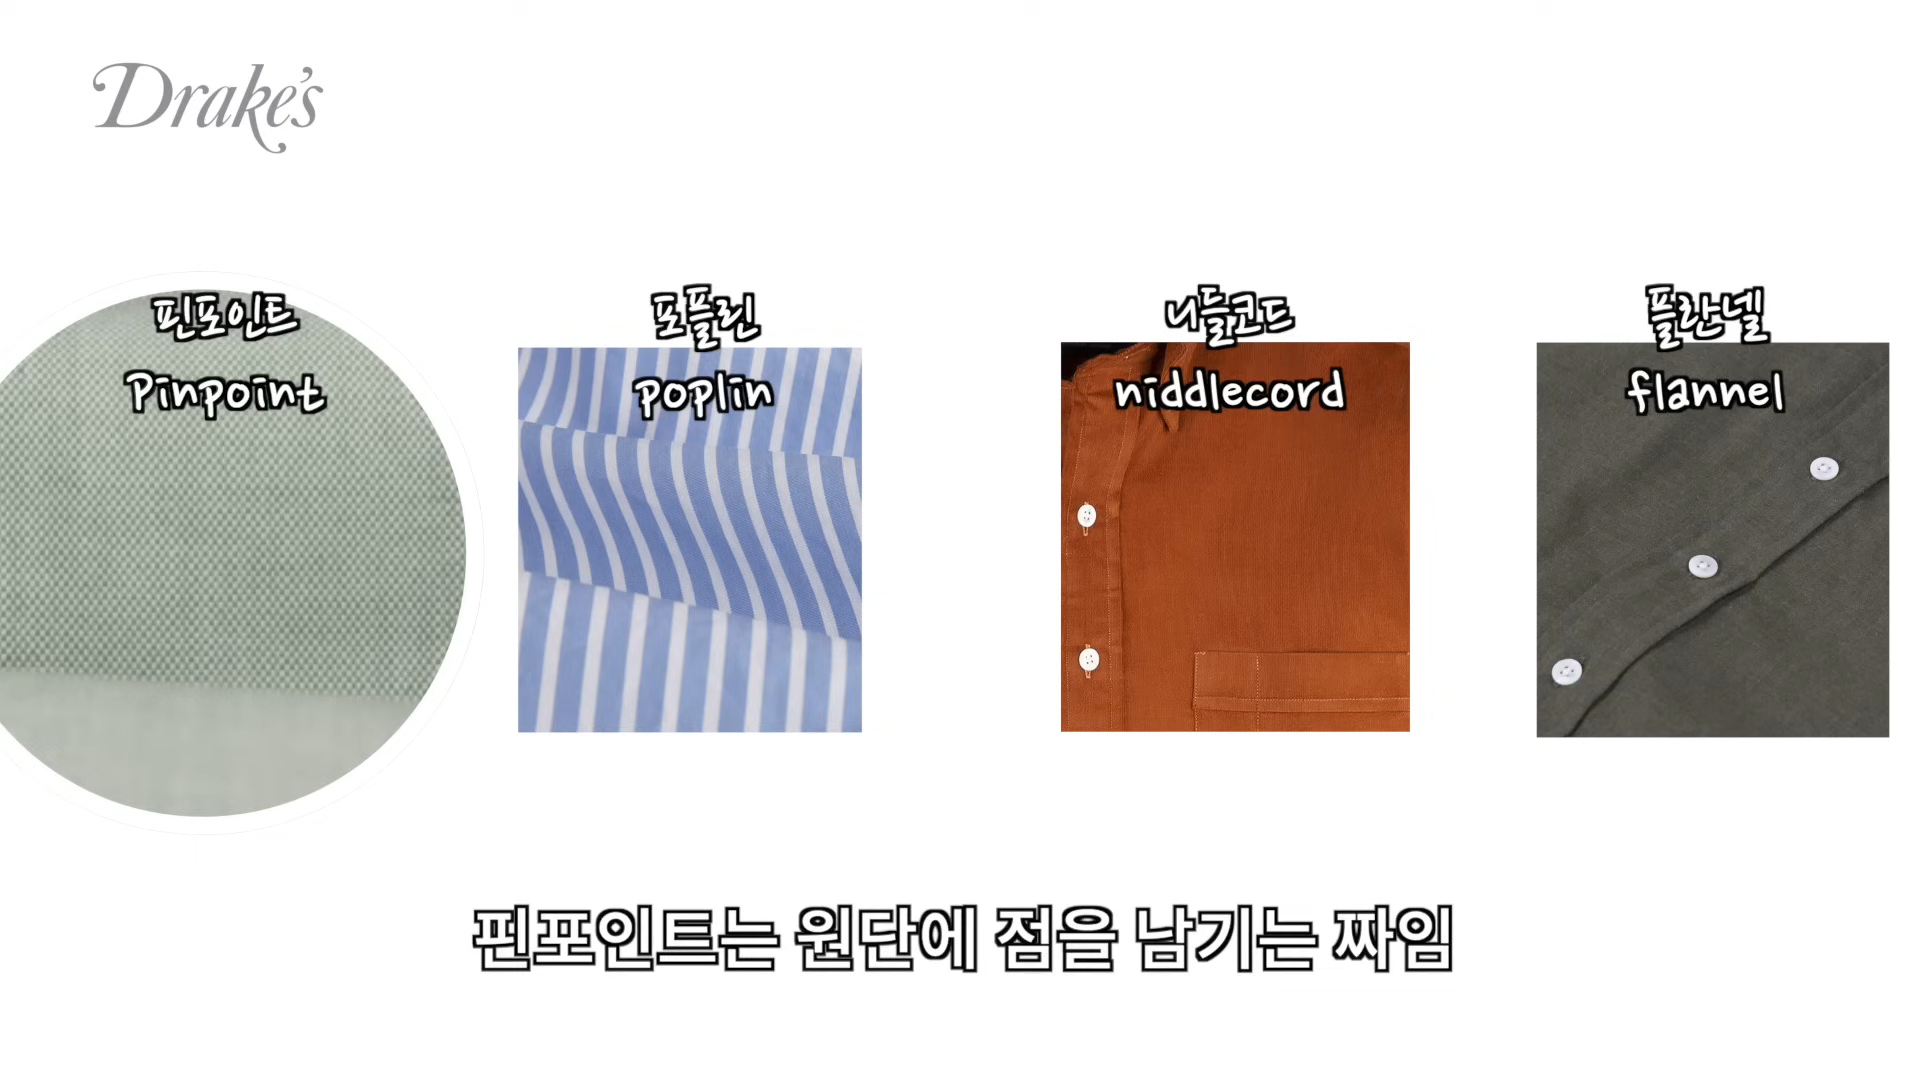 Drake's
핀포인트
Pinpoint
포플린
poplin
니들코드
niddlecord
플란넬
flannel
핀포인트는 원단에 점을 남기는 짜임